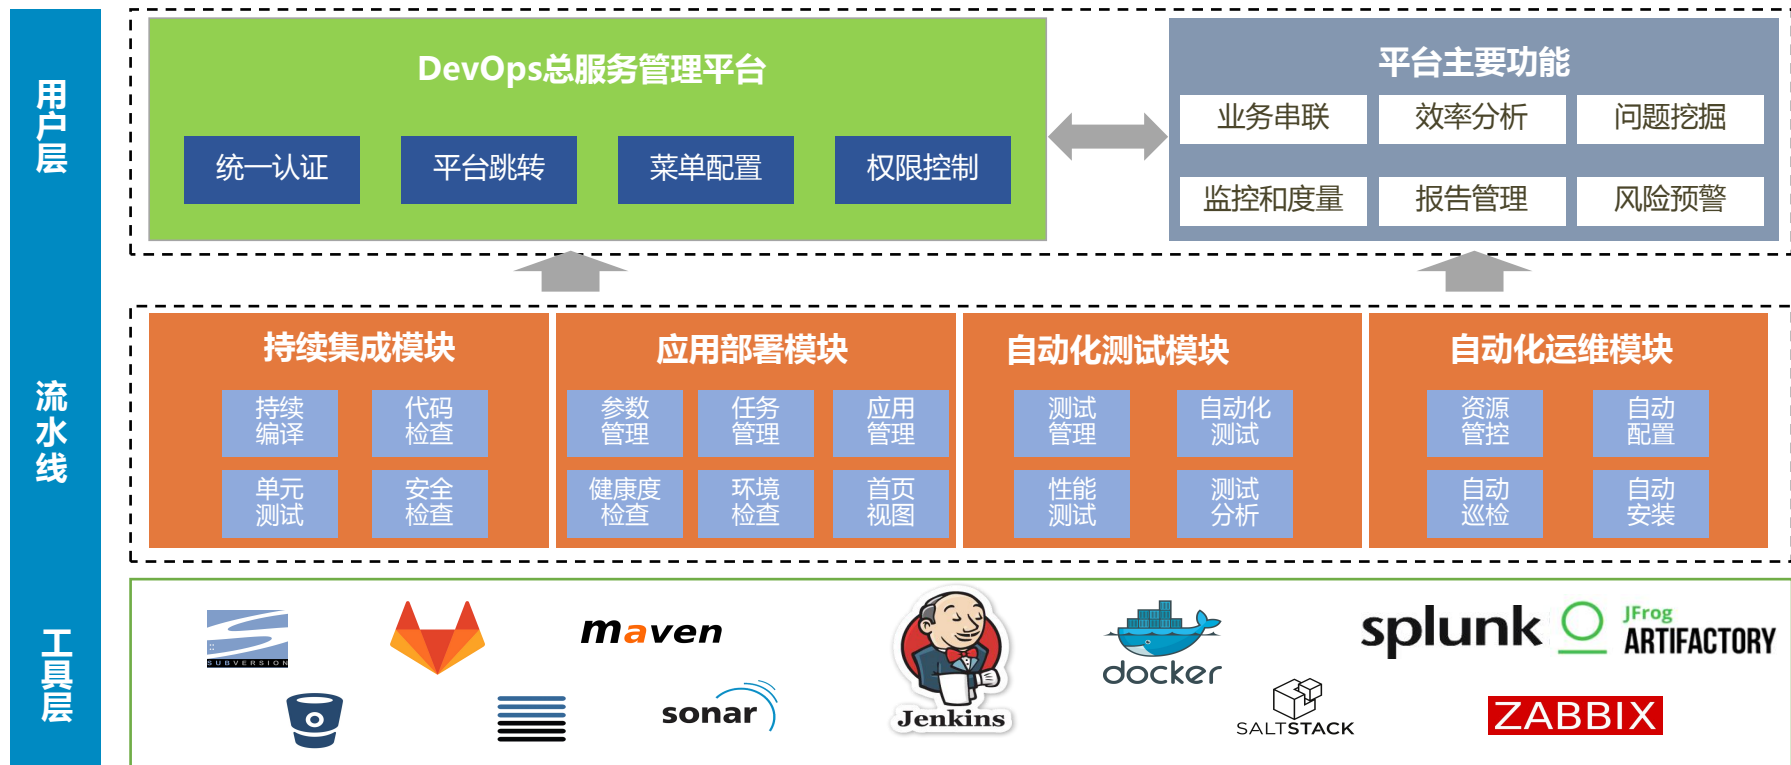 用户层
DevOps总服务管理平台
统一认证
平台跳转
菜单配置
权限控制
平台主要功能
业务串联
效率分析
问题挖掘
监控和度量
报告管理
风险预警
流水线
持续集成模块
持续
编译
代码
检查
单元
测试
安全
检查
应用部署模块
参数
管理
任务
管理
应用
管理
健康度
检查
环境
检查
首页
视图
自动化测试模块
测试
管理
自动化
测试
性能
测试
测试
分析
自动化运维模块
资源
管控
自动
配置
自动
巡检
自动
安装
工具层
SUBVERSION
maven
sonar
Jenkins
docker
SALTSTACK
splunk
JFrog
ARTIFACTORY
ZABBIX